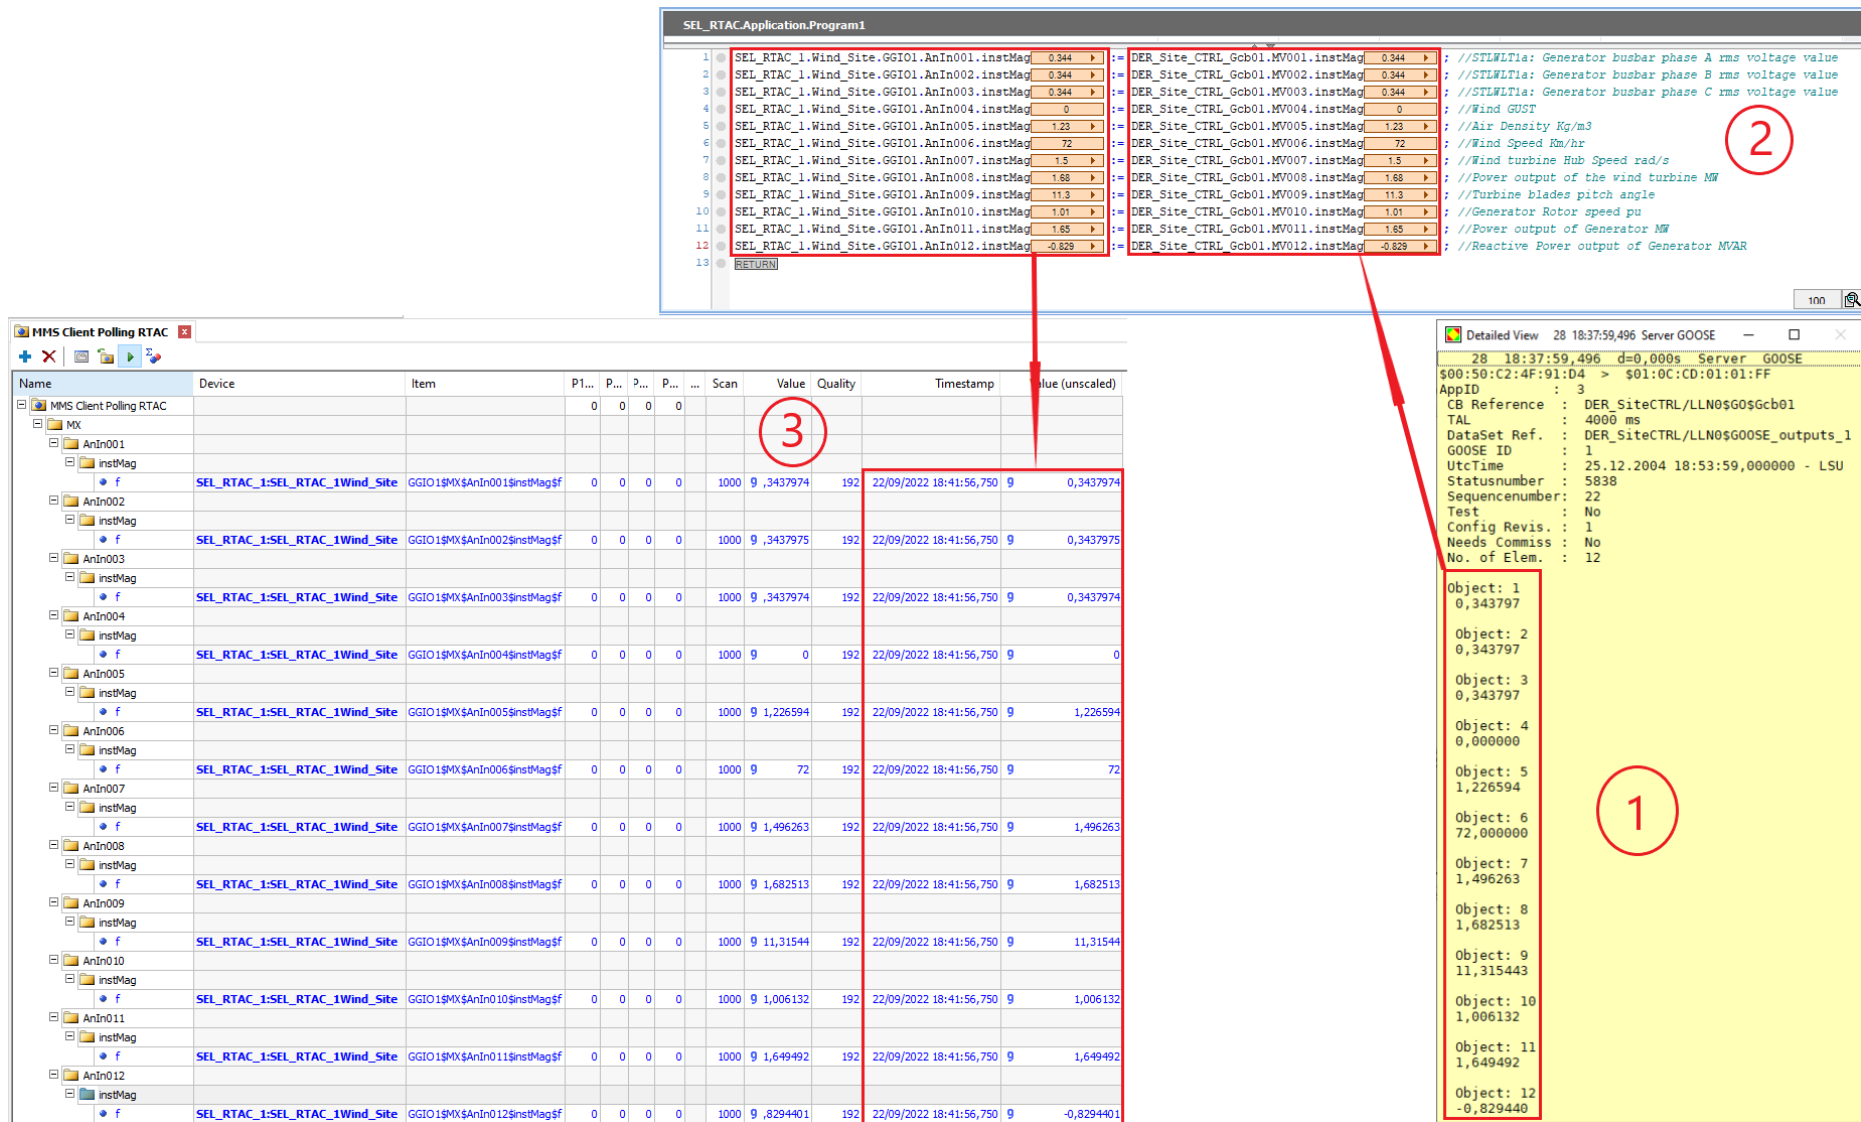 SEL_RTAC.Application.Program1
1 SEL_RTAC_1.Wind_Site.GGIO1.AnIn001.instMag 0.344 := DER_Site_CTRL_Gcb01.MV001.instMag 0.344 ; //STLWLT1a: Generator busbar phase A rms voltage value
2 SEL_RTAC_1.Wind_Site.GGIO1.AnIn002.instMag 0.344 := DER_Site_CTRL_Gcb01.MV002.instMag 0.344 ; //STLWLT1a: Generator busbar phase B rms voltage value
3 SEL_RTAC_1.Wind_Site.GGIO1.AnIn003.instMag 0.344 := DER_Site_CTRL_Gcb01.MV003.instMag 0.344 ; //STLWLT1a: Generator busbar phase C rms voltage value
4 SEL_RTAC_1.Wind_Site.GGIO1.AnIn004.instMag 0 := DER_Site_CTRL_Gcb01.MV004.instMag 0 ; //Wind GUST
5 SEL_RTAC_1.Wind_Site.GGIO1.AnIn005.instMag 1.23 := DER_Site_CTRL_Gcb01.MV005.instMag 1.23 ; //Air Density Kg/m3
6 SEL_RTAC_1.Wind_Site.GGIO1.AnIn006.instMag 72 := DER_Site_CTRL_Gcb01.MV006.instMag 72 ; //Wind Speed Km/hr
7 SEL_RTAC_1.Wind_Site.GGIO1.AnIn007.instMag 1.5 := DER_Site_CTRL_Gcb01.MV007.instMag 1.5 ; //Wind turbine Hub Speed rad/s
8 SEL_RTAC_1.Wind_Site.GGIO1.AnIn008.instMag 1.68 := DER_Site_CTRL_Gcb01.MV008.instMag 1.68 ; //Power output of the wind turbine MW
9 SEL_RTAC_1.Wind_Site.GGIO1.AnIn009.instMag 11.3 := DER_Site_CTRL_Gcb01.MV009.instMag 11.3 ; //Turbine blades pitch angle
10 SEL_RTAC_1.Wind_Site.GGIO1.AnIn010.instMag 1.01 := DER_Site_CTRL_Gcb01.MV010.instMag 1.01 ; //Generator Rotor speed pu
11 SEL_RTAC_1.Wind_Site.GGIO1.AnIn011.instMag 1.65 := DER_Site_CTRL_Gcb01.MV011.instMag 1.65 ; //Power output of Generator MW
12 SEL_RTAC_1.Wind_Site.GGIO1.AnIn012.instMag -0.829 := DER_Site_CTRL_Gcb01.MV012.instMag -0.829 ; //Reactive Power output of Generator MVAR
13 RETURN
2
100
MMS Client Polling RTAC
Name Device Item P1... P... P... P... ... Scan Value Quality Timestamp Value (unscaled)
MMS Client Polling RTAC 0 0 0 0
MX
3
AnIn001
instMag
f SEL_RTAC_1:SEL_RTAC_1Wind_Site GGIO1$MX$AnIn001$instMag$f 0 0 0 0 1000 9 ,3437974 192 22/09/2022 18:41:56,750 9 0,3437974
AnIn002
instMag
f SEL_RTAC_1:SEL_RTAC_1Wind_Site GGIO1$MX$AnIn002$instMag$f 0 0 0 0 1000 9 ,3437975 192 22/09/2022 18:41:56,750 9 0,3437975
AnIn003
instMag
f SEL_RTAC_1:SEL_RTAC_1Wind_Site GGIO1$MX$AnIn003$instMag$f 0 0 0 0 1000 9 ,3437974 192 22/09/2022 18:41:56,750 9 0,3437974
AnIn004
instMag
f SEL_RTAC_1:SEL_RTAC_1Wind_Site GGIO1$MX$AnIn004$instMag$f 0 0 0 0 1000 9 0 192 22/09/2022 18:41:56,750 9 0
AnIn005
instMag
f SEL_RTAC_1:SEL_RTAC_1Wind_Site GGIO1$MX$AnIn005$instMag$f 0 0 0 0 1000 9 1,226594 192 22/09/2022 18:41:56,750 9 1,226594
AnIn006
instMag
f SEL_RTAC_1:SEL_RTAC_1Wind_Site GGIO1$MX$AnIn006$instMag$f 0 0 0 0 1000 9 72 192 22/09/2022 18:41:56,750 9 72
AnIn007
instMag
f SEL_RTAC_1:SEL_RTAC_1Wind_Site GGIO1$MX$AnIn007$instMag$f 0 0 0 0 1000 9 1,496263 192 22/09/2022 18:41:56,750 9 1,496263
AnIn008
instMag
f SEL_RTAC_1:SEL_RTAC_1Wind_Site GGIO1$MX$AnIn008$instMag$f 0 0 0 0 1000 9 1,682513 192 22/09/2022 18:41:56,750 9 1,682513
AnIn009
instMag
f SEL_RTAC_1:SEL_RTAC_1Wind_Site GGIO1$MX$AnIn009$instMag$f 0 0 0 0 1000 9 11,31544 192 22/09/2022 18:41:56,750 9 11,31544
AnIn010
instMag
f SEL_RTAC_1:SEL_RTAC_1Wind_Site GGIO1$MX$AnIn010$instMag$f 0 0 0 0 1000 9 1,006132 192 22/09/2022 18:41:56,750 9 1,006132
AnIn011
instMag
f SEL_RTAC_1:SEL_RTAC_1Wind_Site GGIO1$MX$AnIn011$instMag$f 0 0 0 0 1000 9 1,649492 192 22/09/2022 18:41:56,750 9 1,649492
AnIn012
instMag
f SEL_RTAC_1:SEL_RTAC_1Wind_Site GGIO1$MX$AnIn012$instMag$f 0 0 0 0 1000 9 ,8294401 192 22/09/2022 18:41:56,750 9 -0,8294401
Detailed View 28 18:37:59,496 Server GOOSE
28 18:37:59,496 d=0,000s Server GOOSE
$00:50:C2:4F:91:D4 > $01:0C:CD:01:01:FF
AppID : 3
CB Reference : DER_SiteCTRL/LLN0$GO$Gcb01
TAL : 4000 ms
DataSet Ref. : DER_SiteCTRL/LLN0$GOOSE_outputs_1
GOOSE ID : 1
UtcTime : 25.12.2004 18:53:59,000000 - LSU
Statusnumber : 5838
Sequencenumber: 22
Test : No
Config Revis. : 1
Needs Commiss : No
No. of Elem. : 12
Object: 1
0,343797
Object: 2
0,343797
Object: 3
0,343797
Object: 4
0,000000
Object: 5
1,226594
Object: 6
72,000000
Object: 7
1,496263
Object: 8
1,682513
Object: 9
11,315443
Object: 10
1,006132
Object: 11
1,649492
Object: 12
-0,829440
1